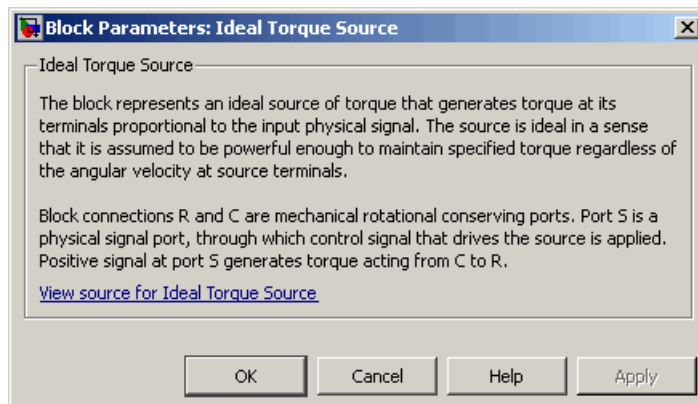 Block Parameters: Ideal Torque Source
Ideal Torque Source
The block represents an ideal source of torque that generates torque at its
terminals proportional to the input physical signal. The source is ideal in a sense
that it is assumed to be powerful enough to maintain specified torque regardless of
the angular velocity at source terminals.
Block connections R and C are mechanical rotational conserving ports. Port S is a
physical signal port, through which control signal that drives the source is applied.
Positive signal at port S generates torque acting from C to R.
View source for Ideal Torque Source
OK Cancel Help Apply